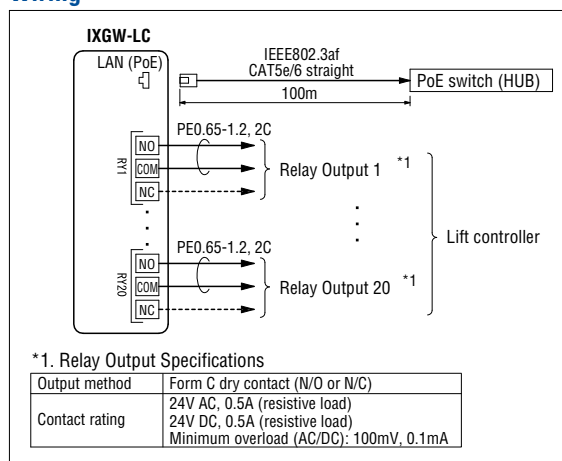 Wiring
IXGW-LC
LAN (PoE)
IEEE802.3af
CAT5e/6 straight
100m
PoE switch (HUB)
PE0.65-1.2, 2C
RY1
NO
COM
NC
Relay Output 1 *1
PE0.65-1.2, 2C
RY20
NO
COM
NC
Relay Output 20 *1
Lift controller
*1. Relay Output Specifications
Output method Form C dry contact (N/O or N/C)
Contact rating
24V AC, 0.5A (resistive load)
24V DC, 0.5A (resistive load)
Minimum overload (AC/DC): 100mV, 0.1mA